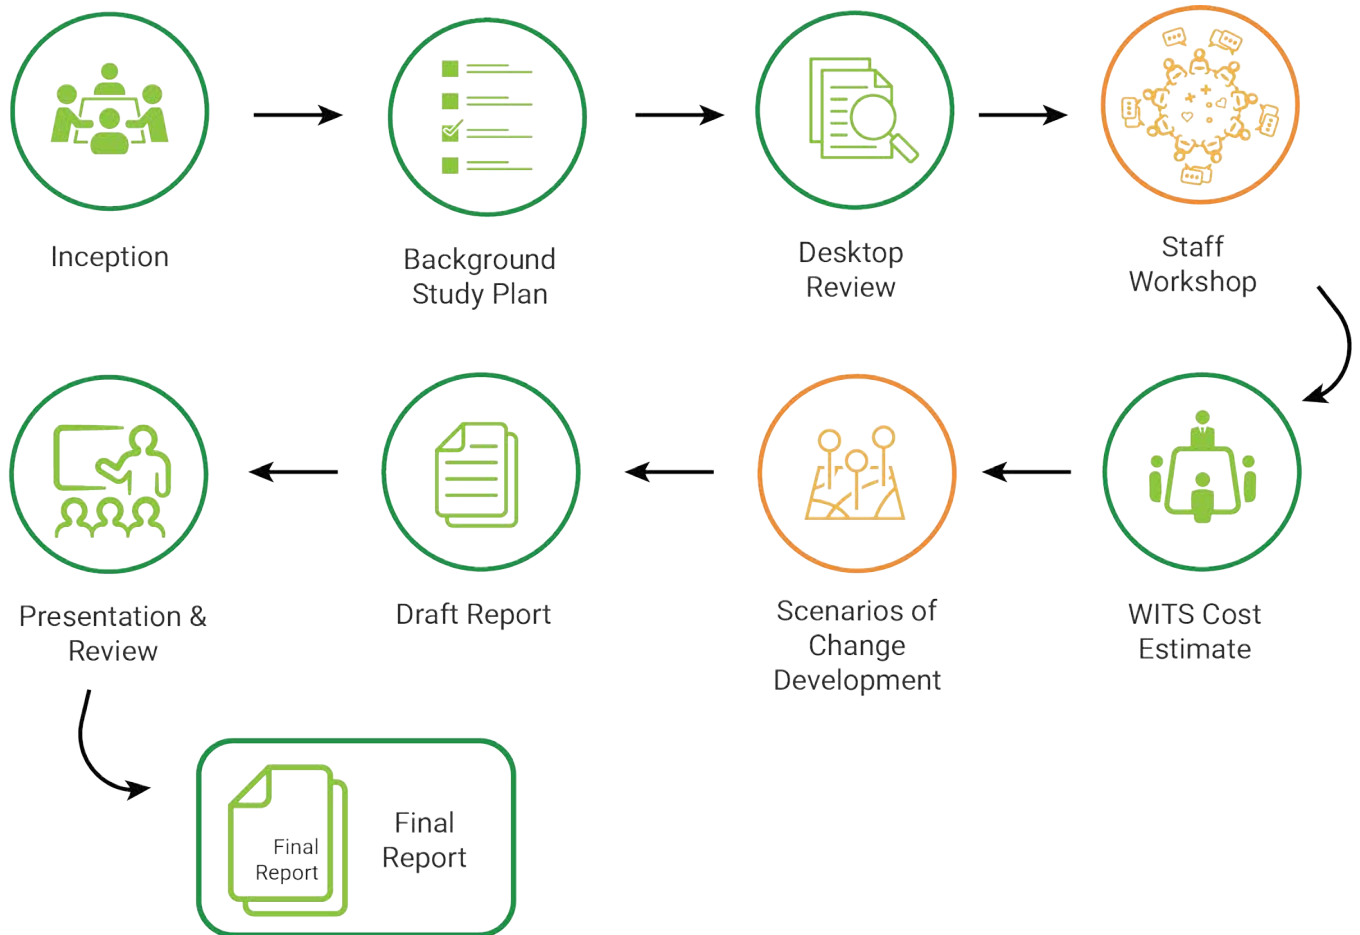 Inception
Background
Study Plan
Desktop
Review
Staff
Workshop
WITS Cost
Estimate
Scenarios of
Change
Development
Draft Report
Presentation &
Review
Final
Report
Final
Report